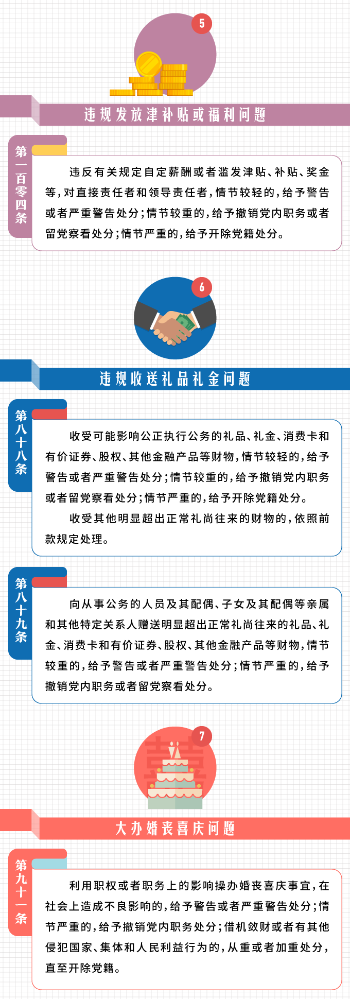 5
违规发放津补贴或福利问题
第一百零四条
违反有关规定自定薪酬或者滥发津贴、补贴、奖金
等，对直接责任者和领导责任者，情节较轻的，给予警告
或者严重警告处分；情节较重的，给予撤销党内职务或者
留党察看处分；情节严重的，给予开除党籍处分。
6
违规收送礼品礼金问题
第八十八条
收受可能影响公正执行公务的礼品、礼金、消费卡和
有价证券、股权、其他金融产品等财物，情节较轻的，给予
警告或者严重警告处分；情节较重的，给予撤销党内职务
或者留党察看处分；情节严重的，给予开除党籍处分。
收受其他明显超出正常礼尚往来的财物的，依照前
款规定处理。
第八十九条
向从事公务的人员及其配偶、子女及其配偶等亲属
和其他特定关系人赠送明显超出正常礼尚往来的礼品、礼
金、消费卡和有价证券、股权、其他金融产品等财物，情节
较重的，给予警告或者严重警告处分；情节严重的，给予
撤销党内职务或者留党察看处分。
7
囍
大办婚丧喜庆问题
第九十一条
利用职权或者职务上的影响操办婚丧喜庆事宜，在
社会上造成不良影响的，给予警告或者严重警告处分；情
节严重的，给予撤销党内职务处分；借机敛财或者有其他
侵犯国家、集体和人民利益行为的，从重或者加重处分，
直至开除党籍。